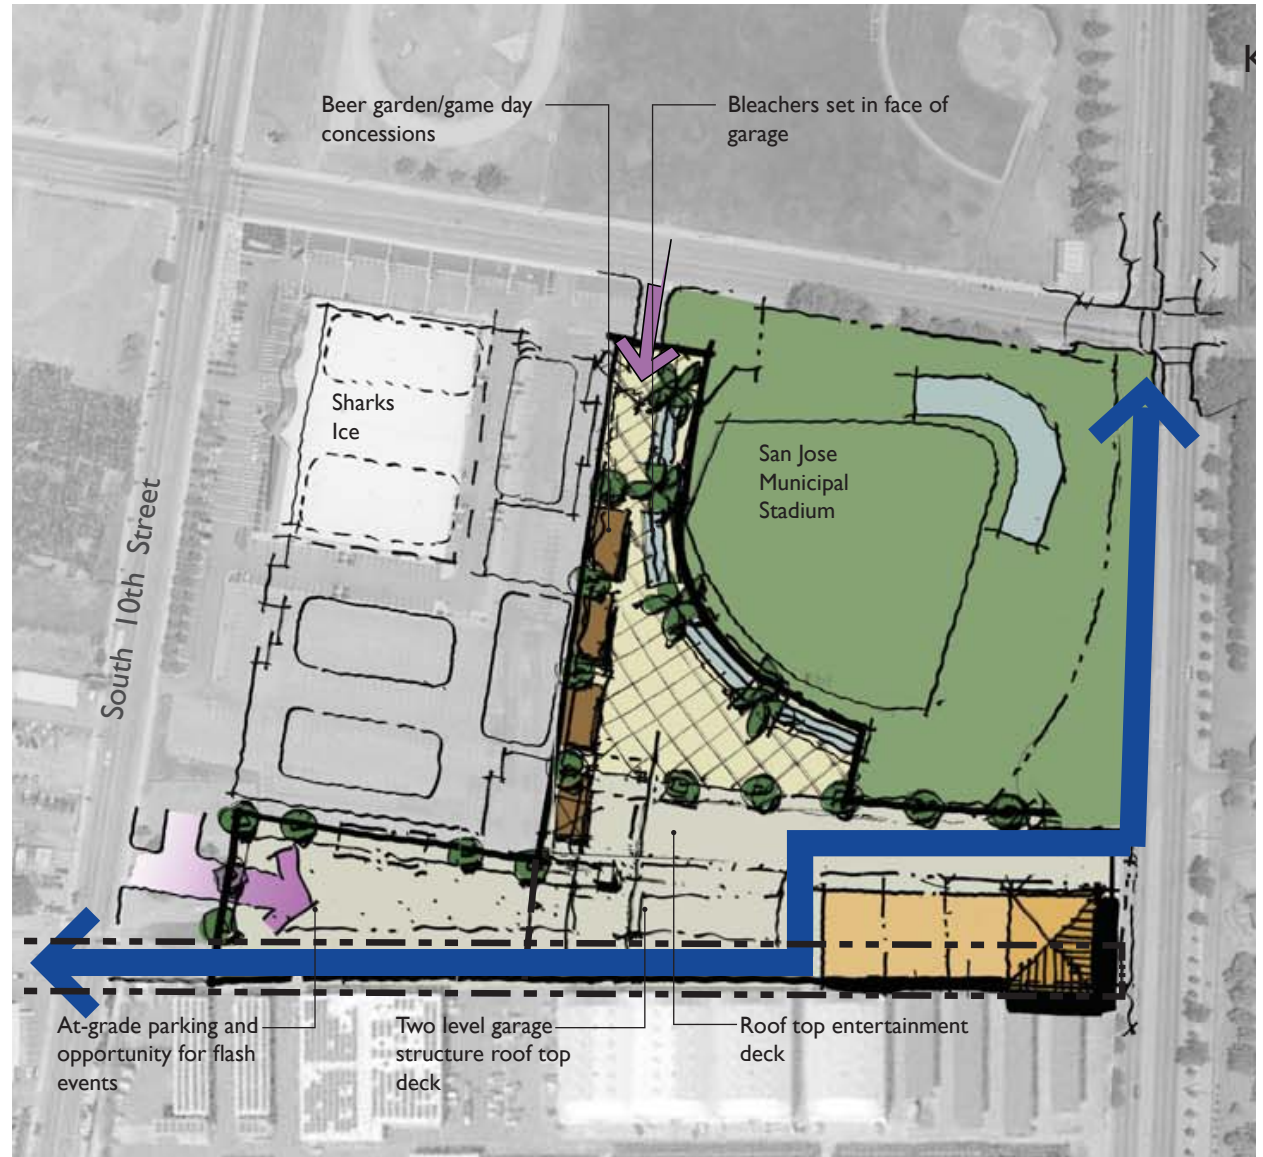 K
Beer garden/game day
concessions
Bleachers set in face of
garage
Sharks
Ice
San Jose
Municipal
Stadium
South 10th Street
At-grade parking and
opportunity for flash
events
Two level garage
structure roof top
deck
Roof top entertainment
deck